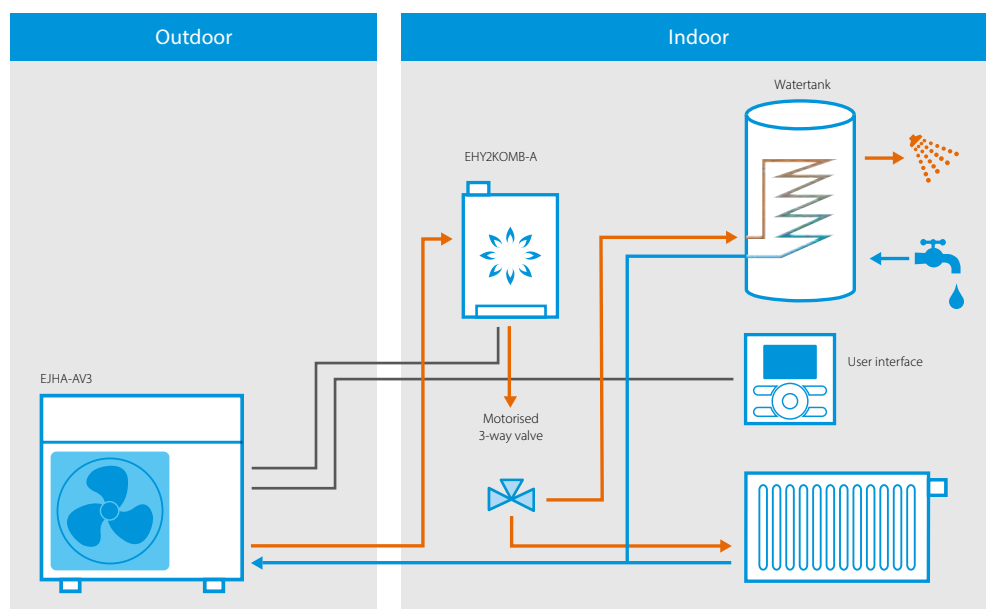 Outdoor
Indoor
Watertank
EHY2KOMB-A
User interface
EJHA-AV3
Motorised
3-way valve